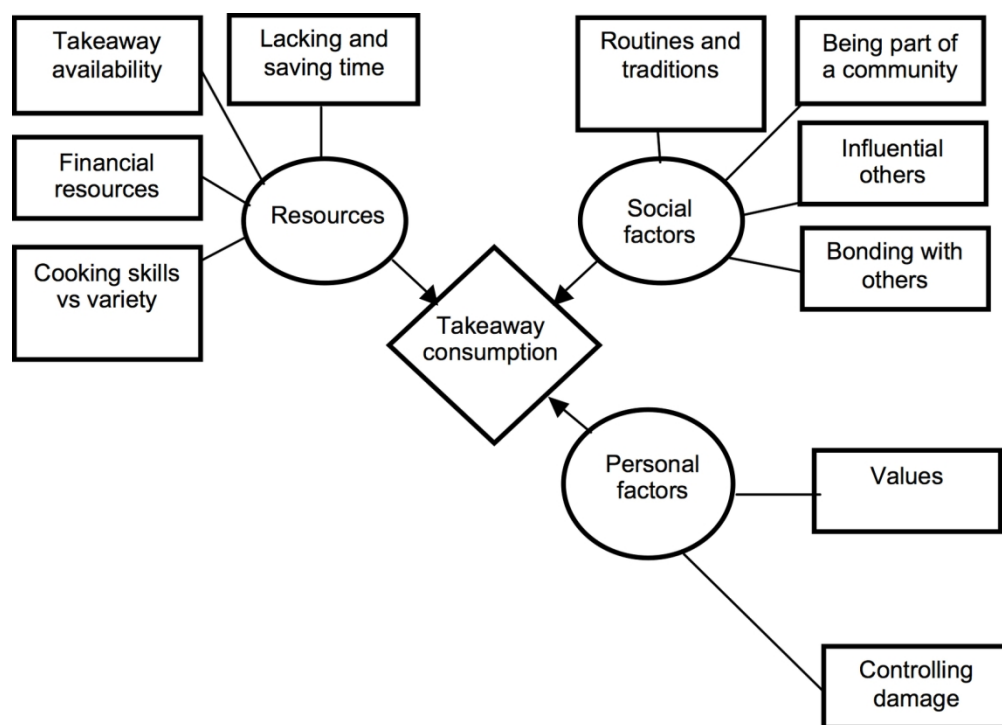 Takeaway
availability
Lacking and
saving time
Financial
resources
Cooking skills
vs variety
Resources
Routines and
traditions
Being part of
a community
Influential
others
Bonding with
others
Social
factors
Takeaway
consumption
Personal
factors
Values
Controlling
damage